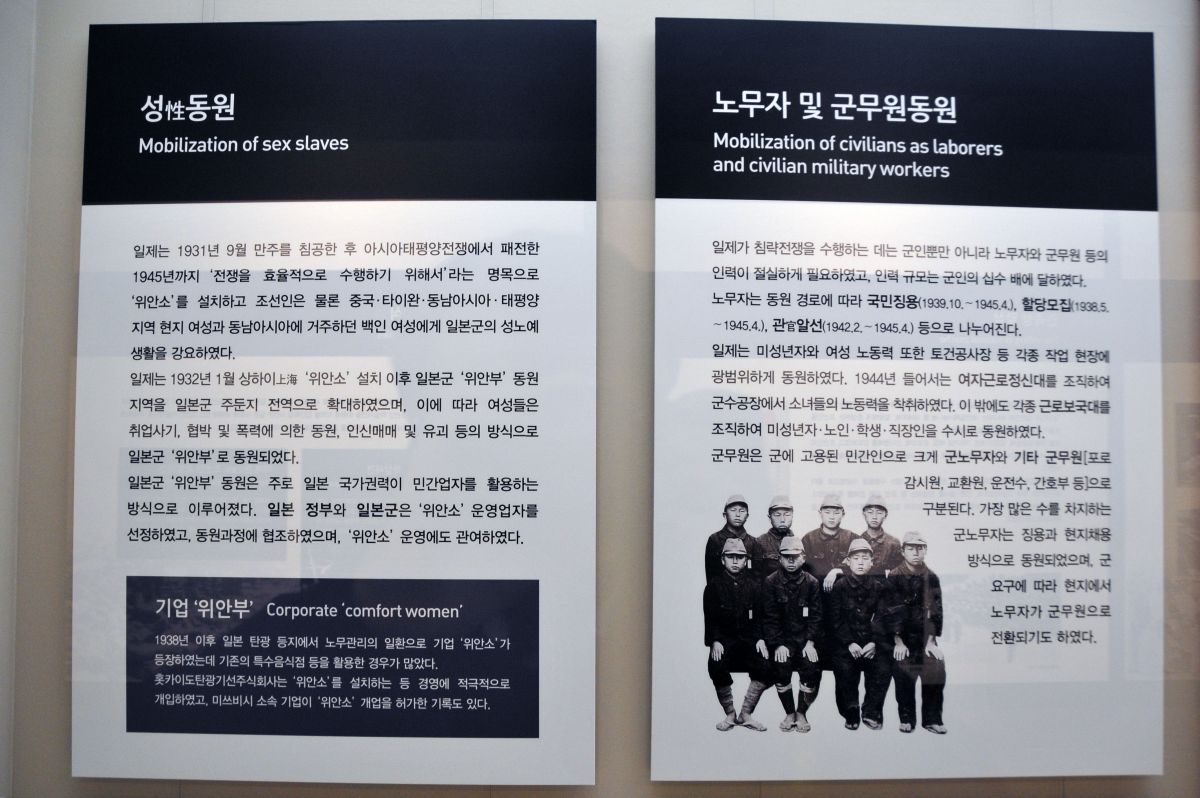 성性동원
Mobilization of sex slaves
일제는 1931년 9월 만주를 침공한 후 아시아태평양전쟁에서 패전한
1945년까지 '전쟁을 효율적으로 수행하기 위해서'라는 명목으로
'위안소'를 설치하고 조선인은 물론 중국·타이완·동남아시아·태평양
지역 현지 여성과 동남아시아에 거주하던 백인 여성에게 일본군의 성노예
생활을 강요하였다.
일제는 1932년 1월 상하이上海 '위안소' 설치 이후 일본군 '위안부' 동원
지역을 일본군 주둔지 전역으로 확대하였으며, 이에 따라 여성들은
취업사기, 협박 및 폭력에 의한 동원, 인신매매 및 유괴 등의 방식으로
일본군 '위안부'로 동원되었다.
일본군 '위안부' 동원은 주로 일본 국가권력이 민간업자를 활용하는
방식으로 이루어졌다. 일본 정부와 일본군은 '위안소' 운영업자를
선정하였고, 동원과정에 협조하였으며, '위안소' 운영에도 관여하였다.
기업 '위안부' Corporate 'comfort women'
1938년 이후 일본 탄광 등지에서 노무관리의 일환으로 기업 '위안소'가
등장하였는데 기존의 특수음식점 등을 활용한 경우가 많았다.
홋카이도탄광기선주식회사는 '위안소'를 설치하는 등 경영에 적극적으로
개입하였고, 미쓰비시 소속 기업이 '위안소' 개업을 허가한 기록도 있다.
노무자 및 군무원동원
Mobilization of civilians as laborers
and civilian military workers
일제가 침략전쟁을 수행하는 데는 군인뿐만 아니라 노무자와 군무원 등의
인력이 절실하게 필요하였고, 인력 규모는 군인의 십수 배에 달하였다.
노무자는 동원 경로에 따라 국민징용(1939.10.~1945.4.), 할당모집(1938.5.
~1945.4.), 관官알선(1942.2.~1945.4.) 등으로 나누어진다.
일제는 미성년자와 여성 노동력 또한 토건공사장 등 각종 작업 현장에
광범위하게 동원하였다. 1944년 들어서는 여자근로정신대를 조직하여
군수공장에서 소녀들의 노동력을 착취하였다. 이 밖에도 각종 근로보국대를
조직하여 미성년자·노인·학생·직장인을 수시로 동원하였다.
군무원은 군에 고용된 민간인으로 크게 군노무자와 기타 군무원[포로
감시원, 교환원, 운전수, 간호부 등]으로
구분된다. 가장 많은 수를 차지하는
군노무자는 징용과 현지채용
방식으로 동원되었으며, 군
요구에 따라 현지에서
노무자가 군무원으로
전환되기도 하였다.